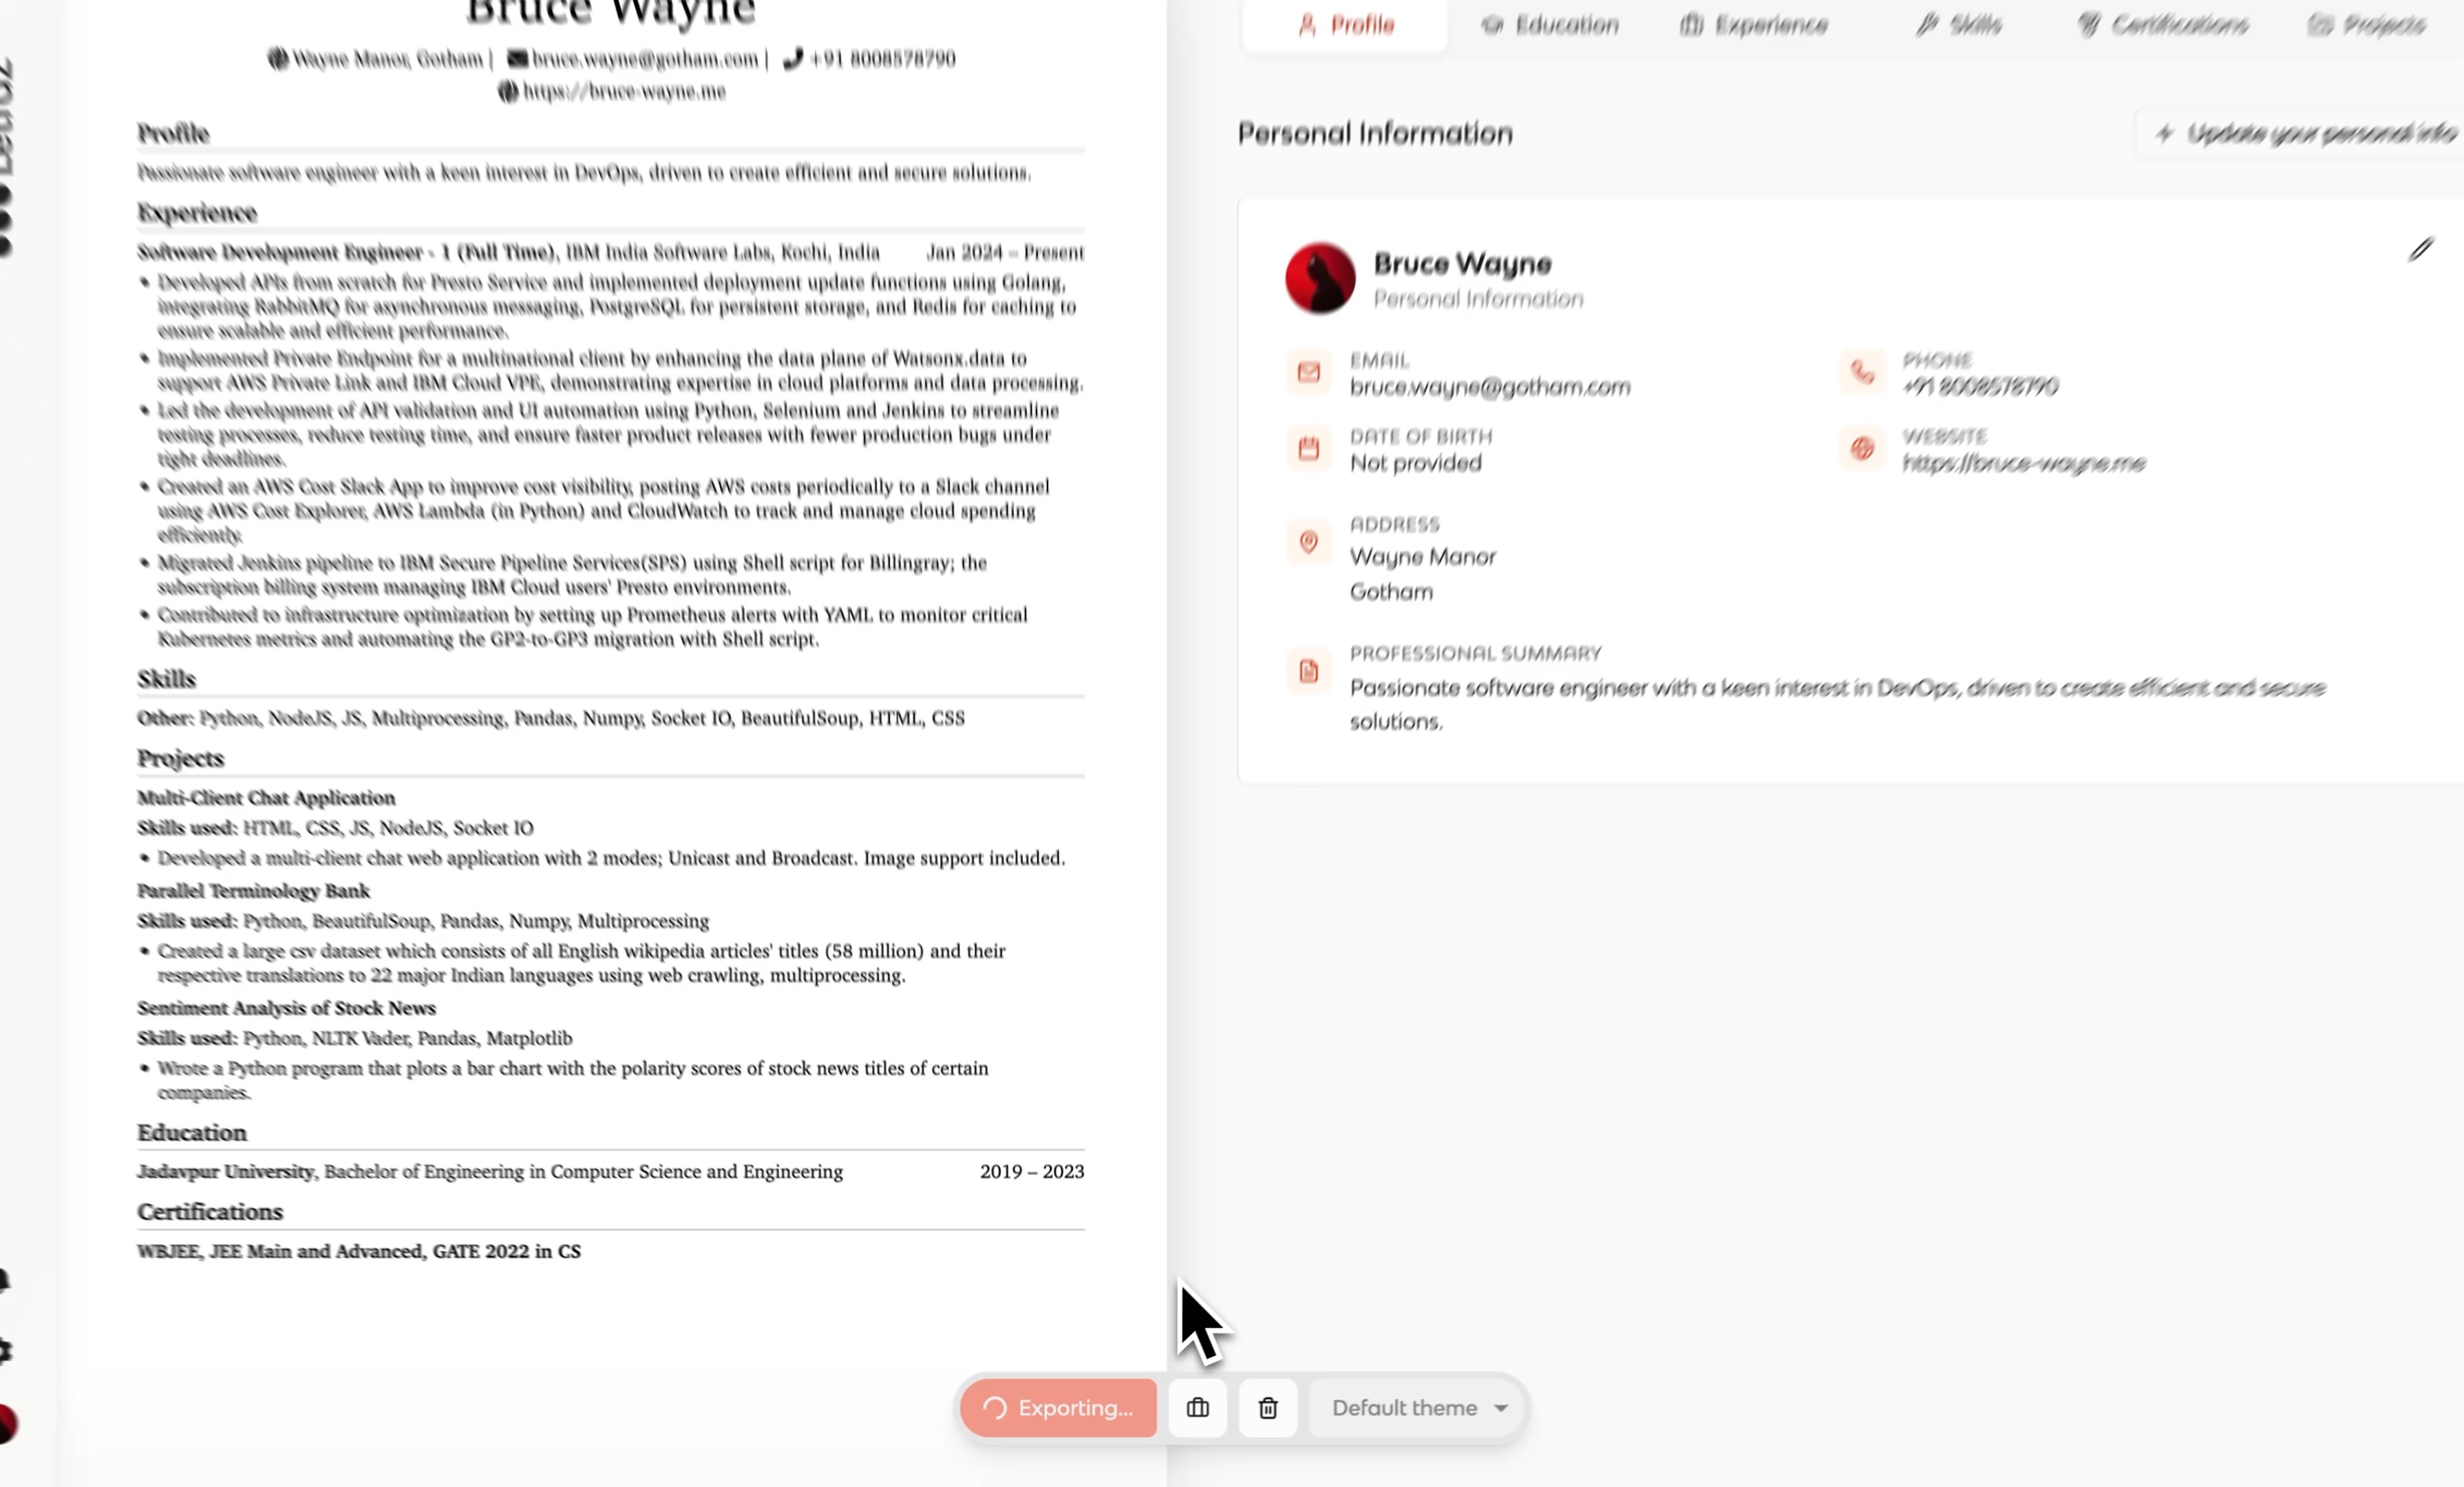 Bruce Wayne
Wayne Manor, Gotham | bruce.wayne@gotham.com | +91 8008578790
https://bruce-wayne.me
Profile
Passionate software engineer with a keen interest in DevOps, driven to create efficient and secure solutions.
Experience
Software Development Engineer - 1 (Full Time), IBM India Software Labs, Kochi, India Jan 2024 – Present
• Developed APIs from scratch for Presto Service and implemented deployment update functions using Golang,
integrating RabbitMQ for asynchronous messaging, PostgreSQL for persistent storage, and Redis for caching to
ensure scalable and efficient performance.
• Implemented Private Endpoint for a multinational client by enhancing the data plane of Watsonx.data to
support AWS Private Link and IBM Cloud VPE, demonstrating expertise in cloud platforms and data processing.
• Led the development of API validation and UI automation using Python, Selenium and Jenkins to streamline
testing processes, reduce testing time, and ensure faster product releases with fewer production bugs under
tight deadlines.
• Created an AWS Cost Slack App to improve cost visibility, posting AWS costs periodically to a Slack channel
using AWS Cost Explorer, AWS Lambda (in Python) and CloudWatch to track and manage cloud spending
efficiently.
• Migrated Jenkins pipeline to IBM Secure Pipeline Services(SPS) using Shell script for Billingray; the
subscription billing system managing IBM Cloud users' Presto environments.
• Contributed to infrastructure optimization by setting up Prometheus alerts with YAML to monitor critical
Kubernetes metrics and automating the GP2-to-GP3 migration with Shell script.
Skills
Other: Python, NodeJS, JS, Multiprocessing, Pandas, Numpy, Socket IO, BeautifulSoup, HTML, CSS
Projects
Multi-Client Chat Application
Skills used: HTML, CSS, JS, NodeJS, Socket IO
• Developed a multi-client chat web application with 2 modes; Unicast and Broadcast. Image support included.
Parallel Terminology Bank
Skills used: Python, BeautifulSoup, Pandas, Numpy, Multiprocessing
• Created a large csv dataset which consists of all English wikipedia articles' titles (58 million) and their
respective translations to 22 major Indian languages using web crawling, multiprocessing.
Sentiment Analysis of Stock News
Skills used: Python, NLTK Vader, Pandas, Matplotlib
• Wrote a Python program that plots a bar chart with the polarity scores of stock news titles of certain
companies.
Education
Jadavpur University, Bachelor of Engineering in Computer Science and Engineering 2019 – 2023
Certifications
WBJEE, JEE Main and Advanced, GATE 2022 in CS
Profile Education Experience Skills Certifications Projects
Personal Information
Update your personal info
Bruce Wayne
Personal Information
EMAIL
bruce.wayne@gotham.com
PHONE
+91 8008578790
DATE OF BIRTH
Not provided
WEBSITE
https://bruce-wayne.me
ADDRESS
Wayne Manor
Gotham
PROFESSIONAL SUMMARY
Passionate software engineer with a keen interest in DevOps, driven to create efficient and secure
solutions.
Exporting...
Default theme